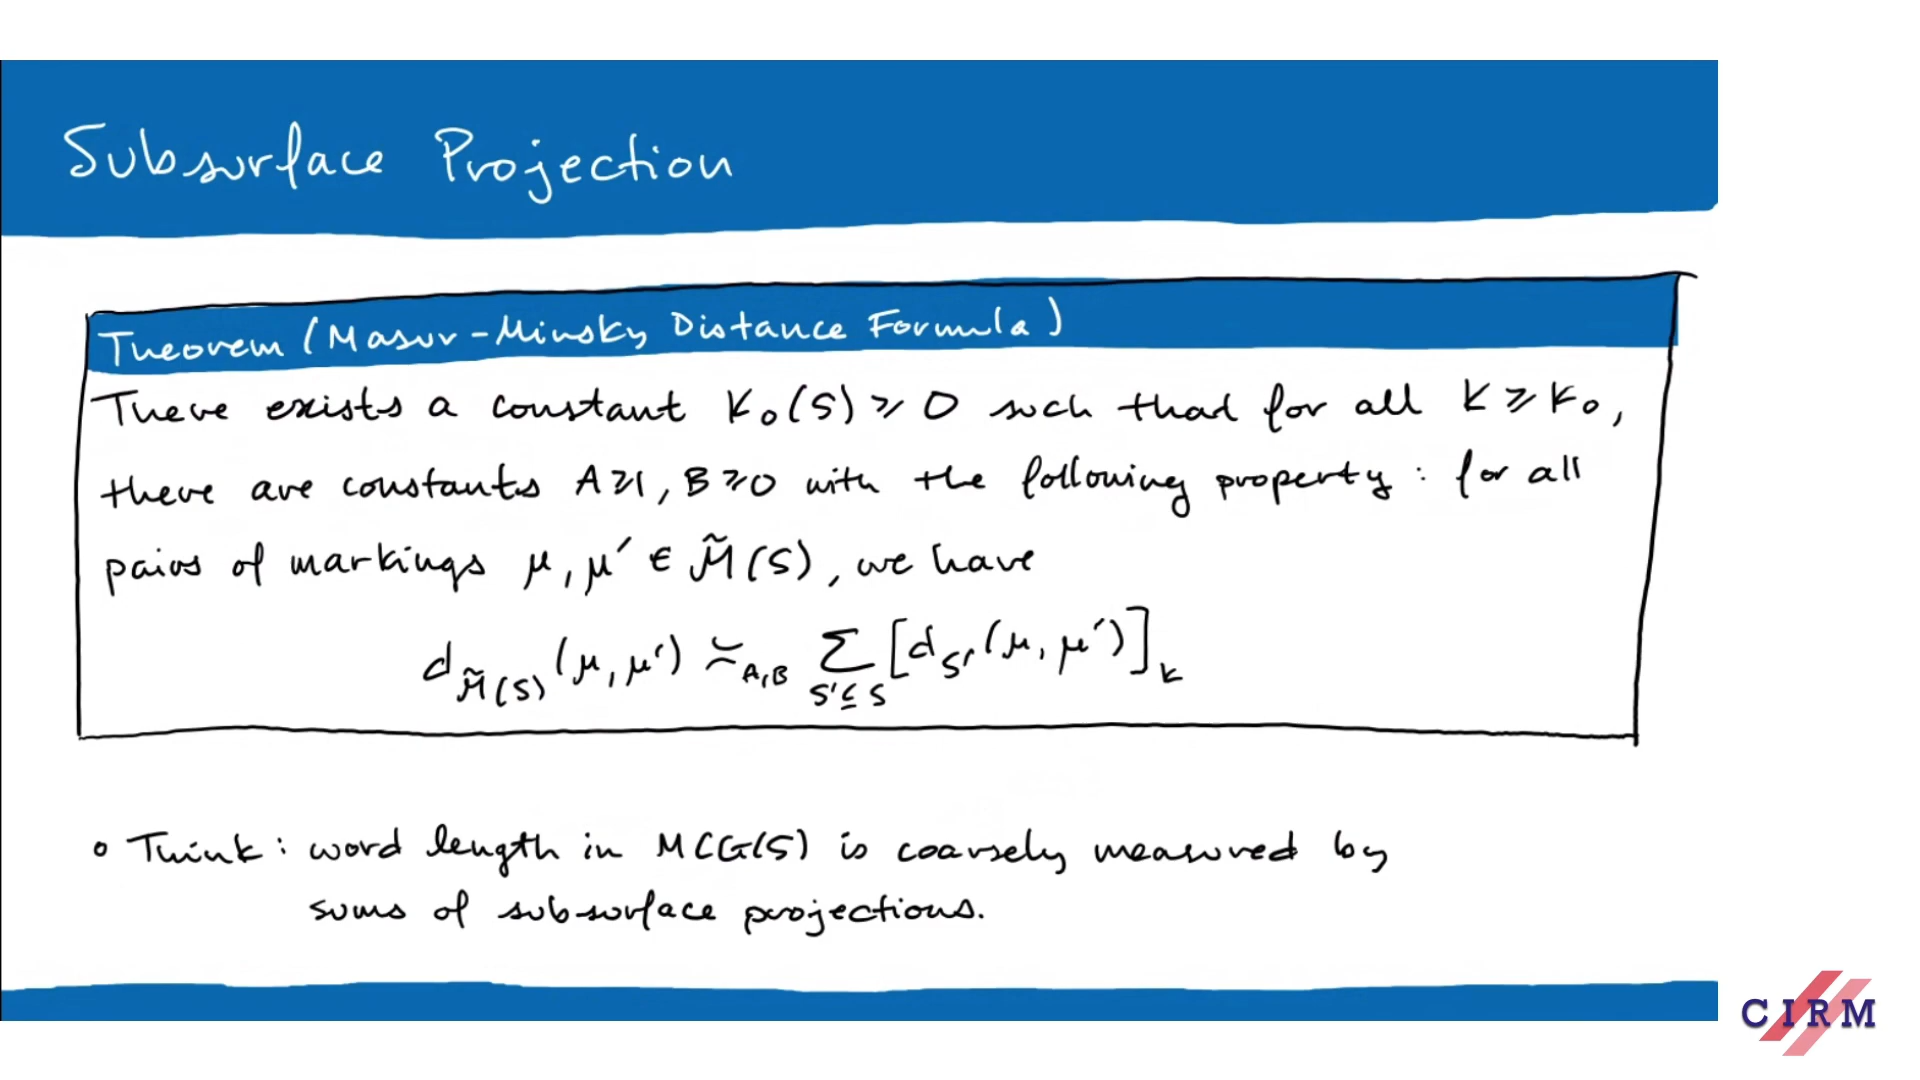 Subsurface Projection
Theorem (Masur-Minsky Distance Formula)
There exists a constant K₀(S) ⩾ 0 such that for all K ⩾ K₀,
there are constants A ⩾ 1, B ⩾ 0 with the following property: for all
pairs of markings μ, μ′ ∈ M̃(S), we have
d_{M̃(S)}(μ, μ′) ≍_{A,B} Σ_{S′⊆S} [d_{S′}(μ, μ′)]_K
∘ Think: word length in MCG(S) is coarsely measured by
sums of subsurface projections.
CIRM